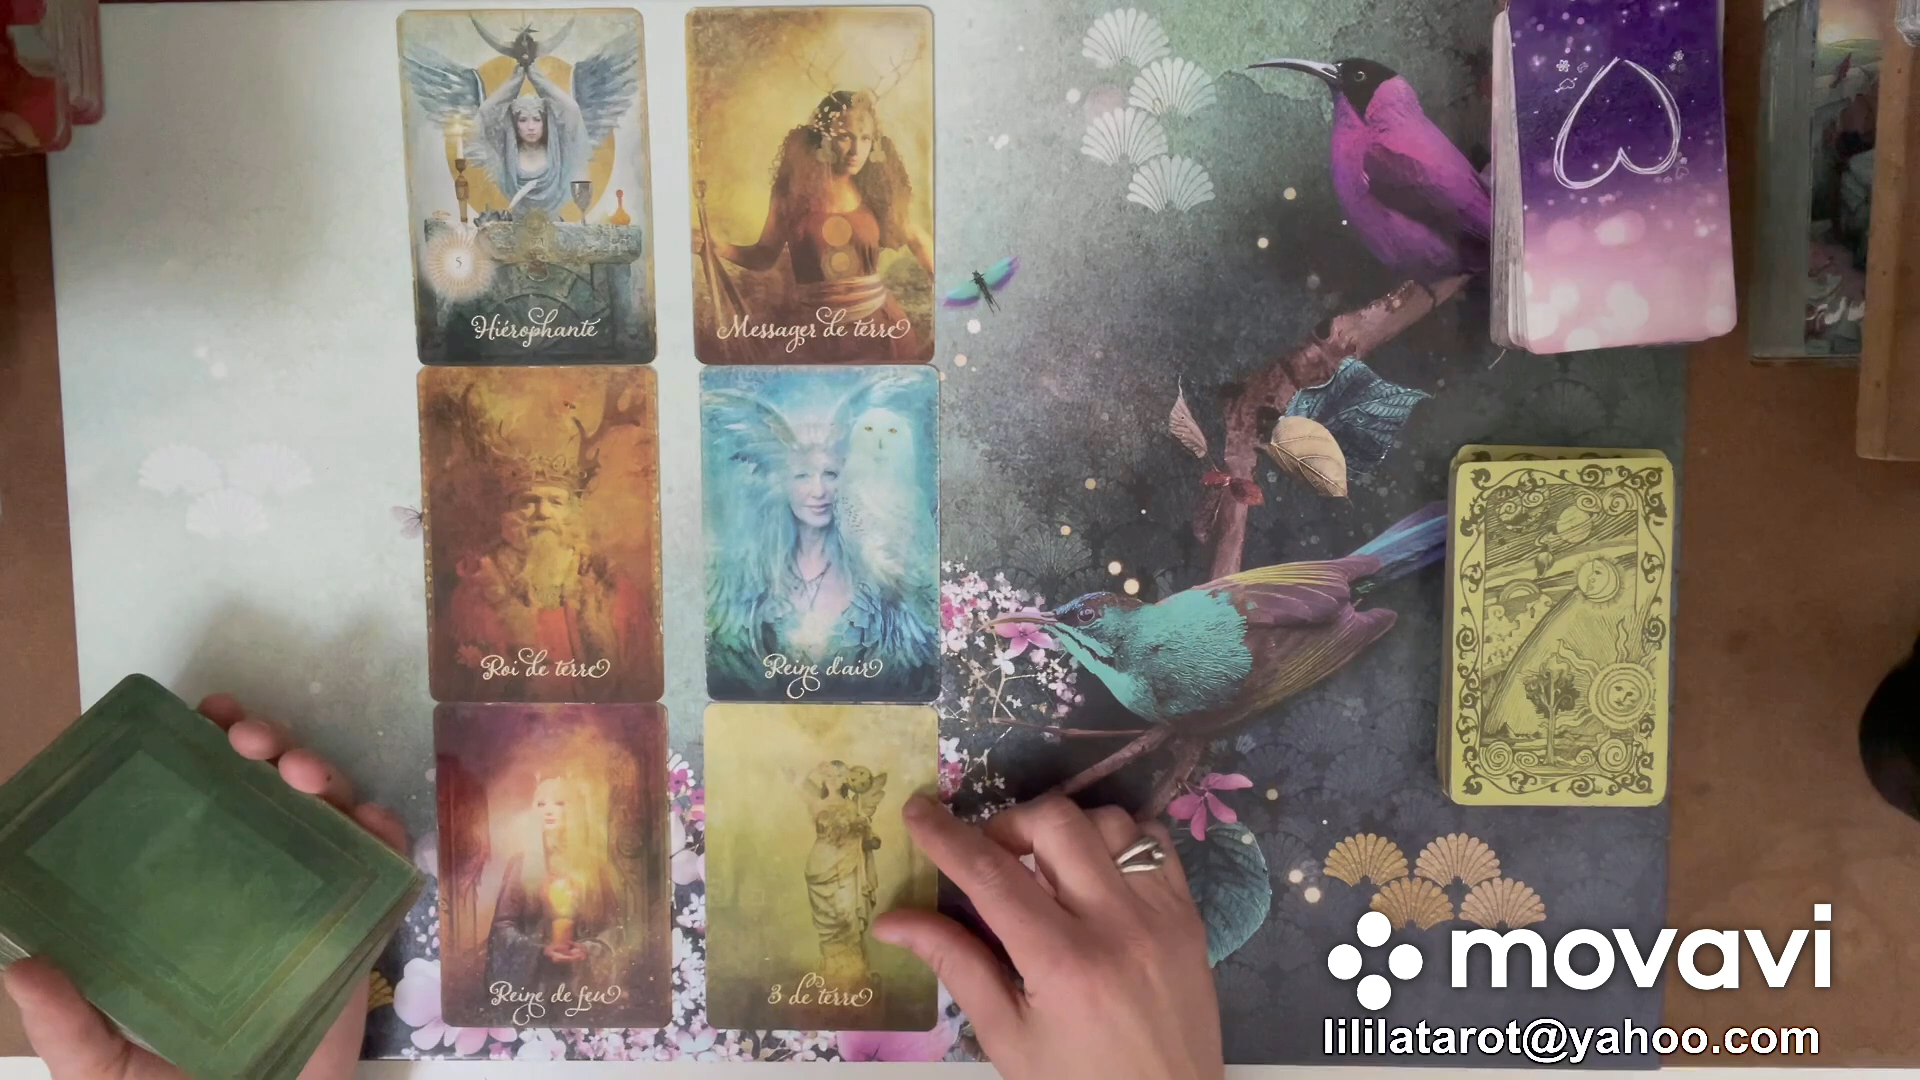 5
Hiérophante
Messager de terre
Roi de terre
Reine d'air
Reine de feu
3 de terre
movavi
lililatarot@yahoo.com